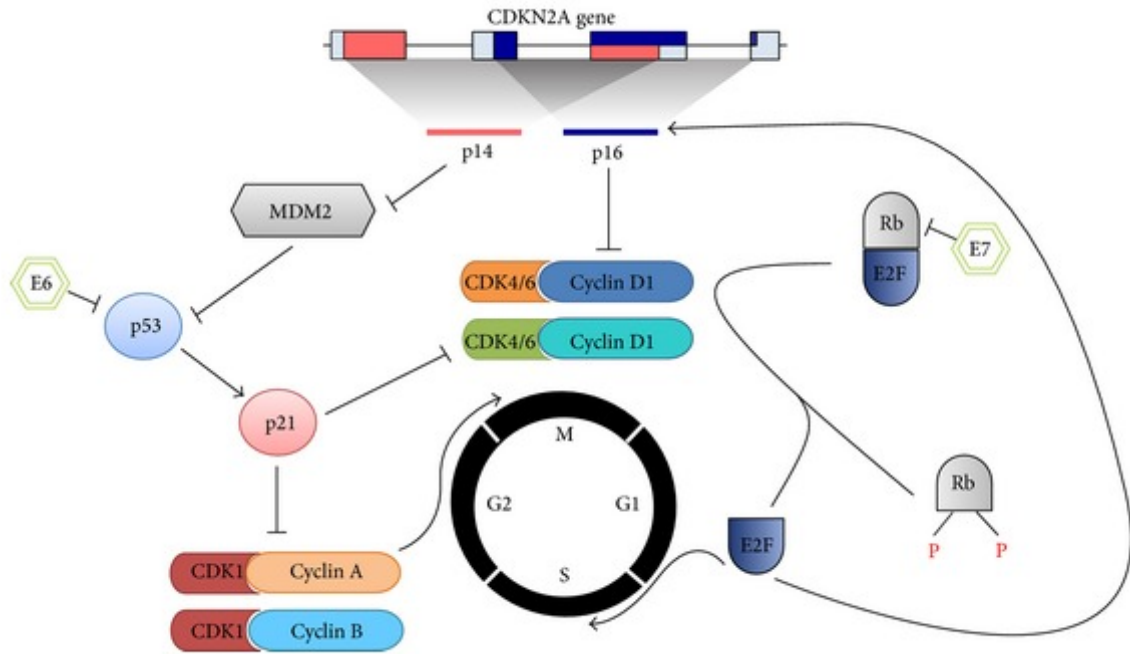 CDKN2A gene
p14
p16
MDM2
Rb
E7
E2F
E6
CDK4/6
Cyclin D1
p53
CDK4/6
Cyclin D1
p21
M
G2
G1
Rb
P
P
E2F
S
CDK1
Cyclin A
CDK1
Cyclin B